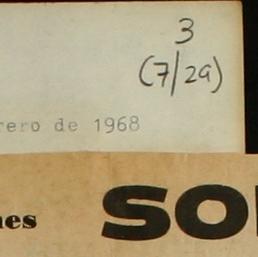 3
(7/29)
rero de 1968
nes SO